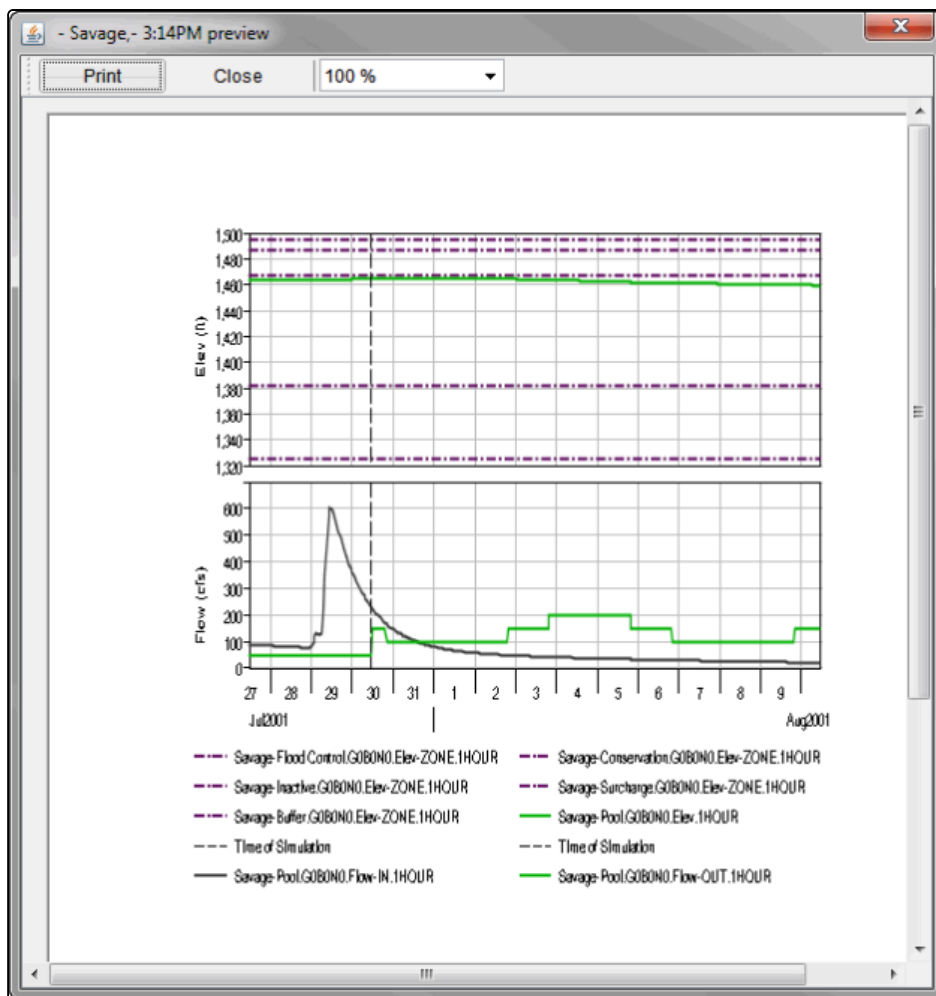 - Savage,- 3:14PM preview
Print Close 100 %
1,500
1,480
1,460
1,440
1,420
1,400
1,380
1,360
1,340
1,320
Elev (ft)
600
500
400
300
200
100
0
Flow (cfs)
27 28 29 30 31 1 2 3 4 5 6 7 8 9
Jul2001 Aug2001
Savage-Flood Control.G0B0N0.Elev-ZONE.1HOUR Savage-Conservation.G0B0N0.Elev-ZONE.1HOUR
Savage-Inactive.G0B0N0.Elev-ZONE.1HOUR Savage-Surcharge.G0B0N0.Elev-ZONE.1HOUR
Savage-Buffer.G0B0N0.Elev-ZONE.1HOUR Savage-Pool.G0B0N0.Elev.1HOUR
Time of Simulation Time of Simulation
Savage-Pool.G0B0N0.Flow-IN.1HOUR Savage-Pool.G0B0N0.Flow-OUT.1HOUR